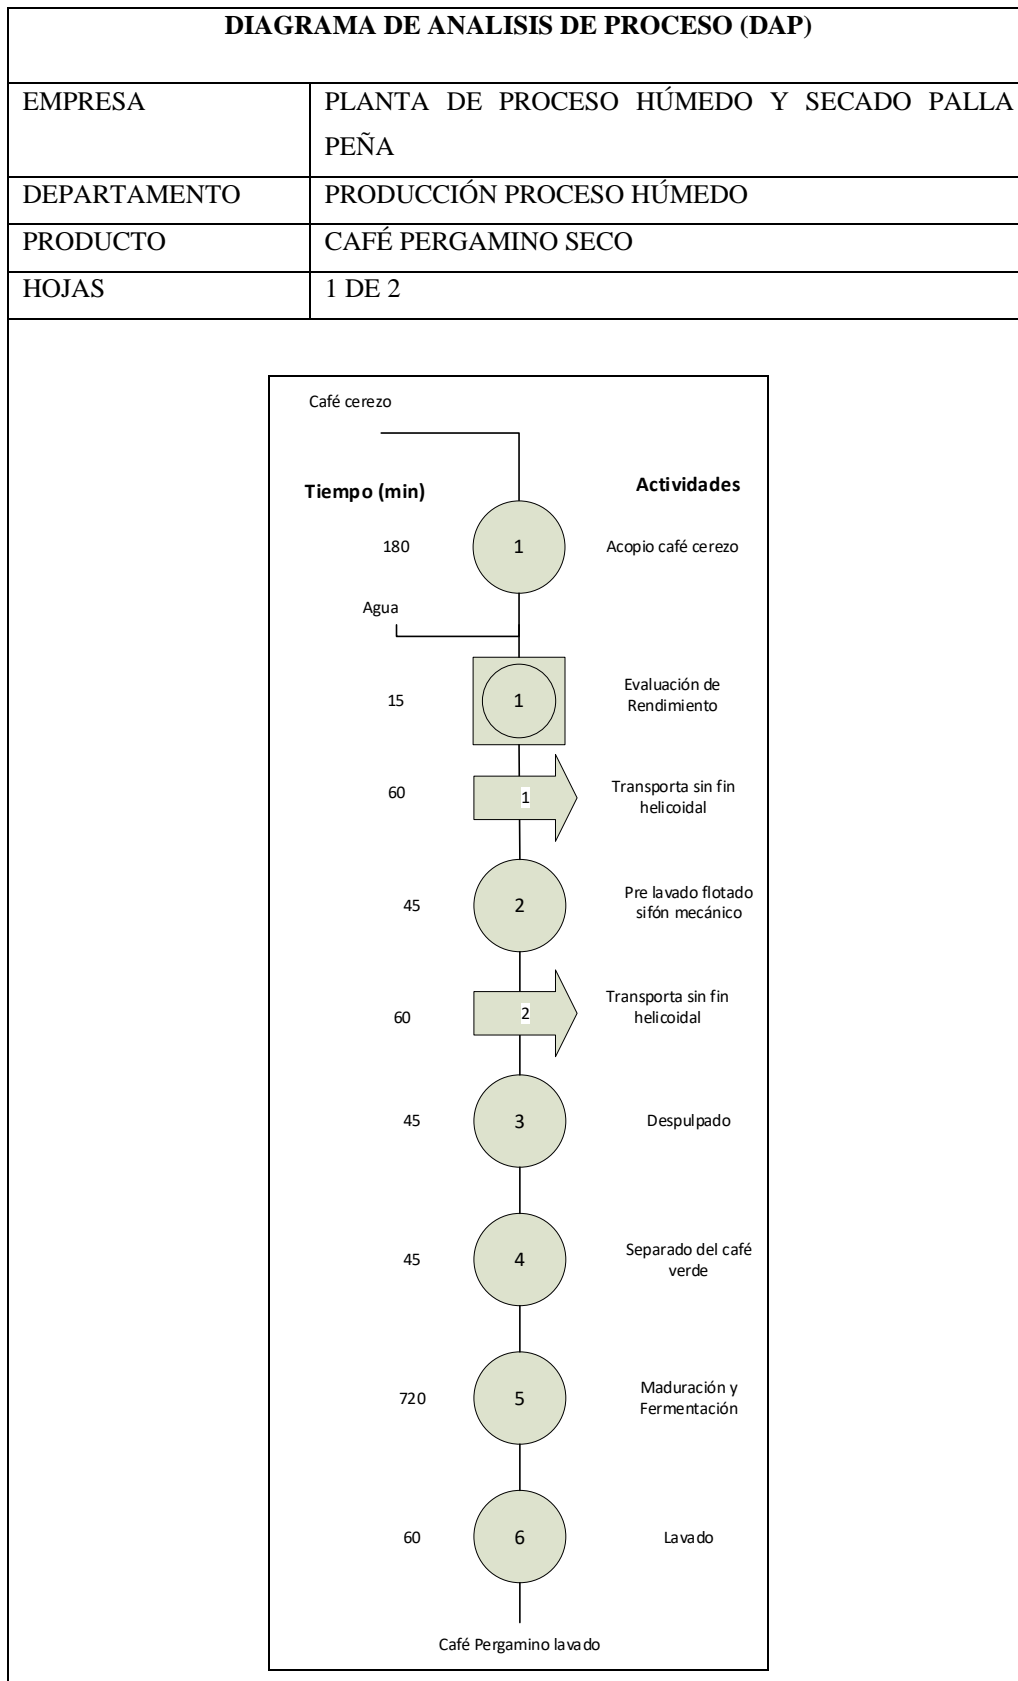 DIAGRAMA DE ANALISIS DE PROCESO (DAP)
EMPRESA
PLANTA DE PROCESO HÚMEDO Y SECADO PALLA
PEÑA
DEPARTAMENTO
PRODUCCIÓN PROCESO HÚMEDO
PRODUCTO
CAFÉ PERGAMINO SECO
HOJAS
1 DE 2
Café cerezo
Tiempo (min)
Actividades
180
1
Acopio café cerezo
Agua
15
1
Evaluación de
Rendimiento
60
1
Transporta sin fin
helicoidal
45
2
Pre lavado flotado
sifón mecánico
60
2
Transporta sin fin
helicoidal
45
3
Despulpado
45
4
Separado del café
verde
720
5
Maduración y
Fermentación
60
6
Lavado
Café Pergamino lavado